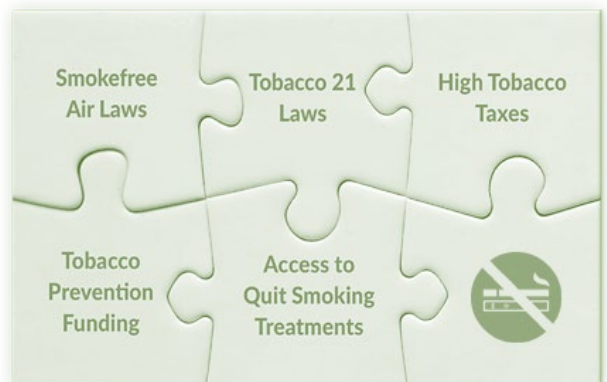 Smokefree
Air Laws
Tobacco 21
Laws
High Tobacco
Taxes
Tobacco
Prevention
Funding
Access to
Quit Smoking
Treatments